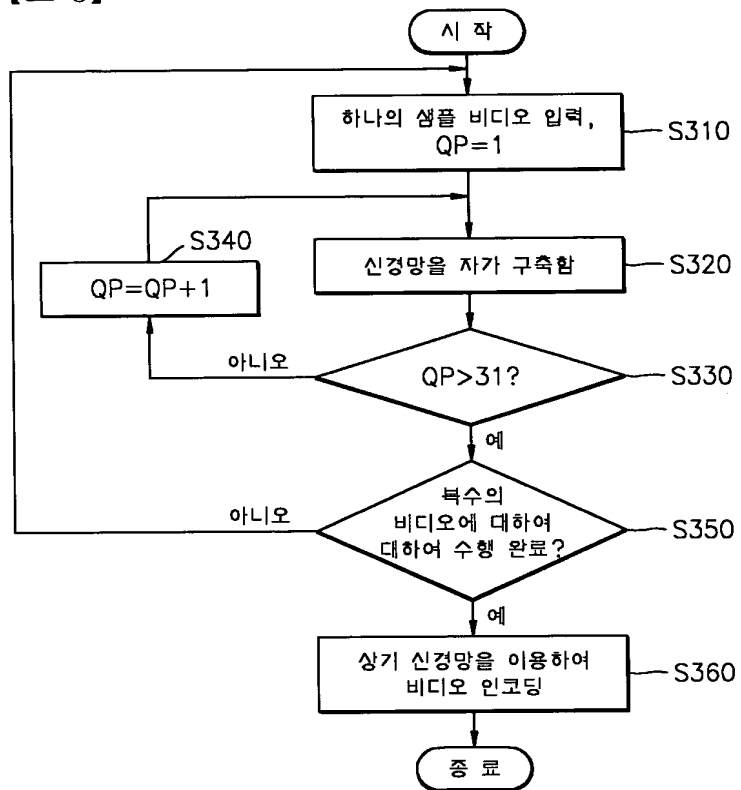 시 작
하나의 샘플 비디오 입력,
QP=1
S310
S340
QP=QP+1
신경망을 자가 구축함
S320
아니오
QP>31?
S330
예
복수의
비디오에 대하여
대하여 수행 완료?
아니오
S350
예
상기 신경망을 이용하여
비디오 인코딩
S360
종 료